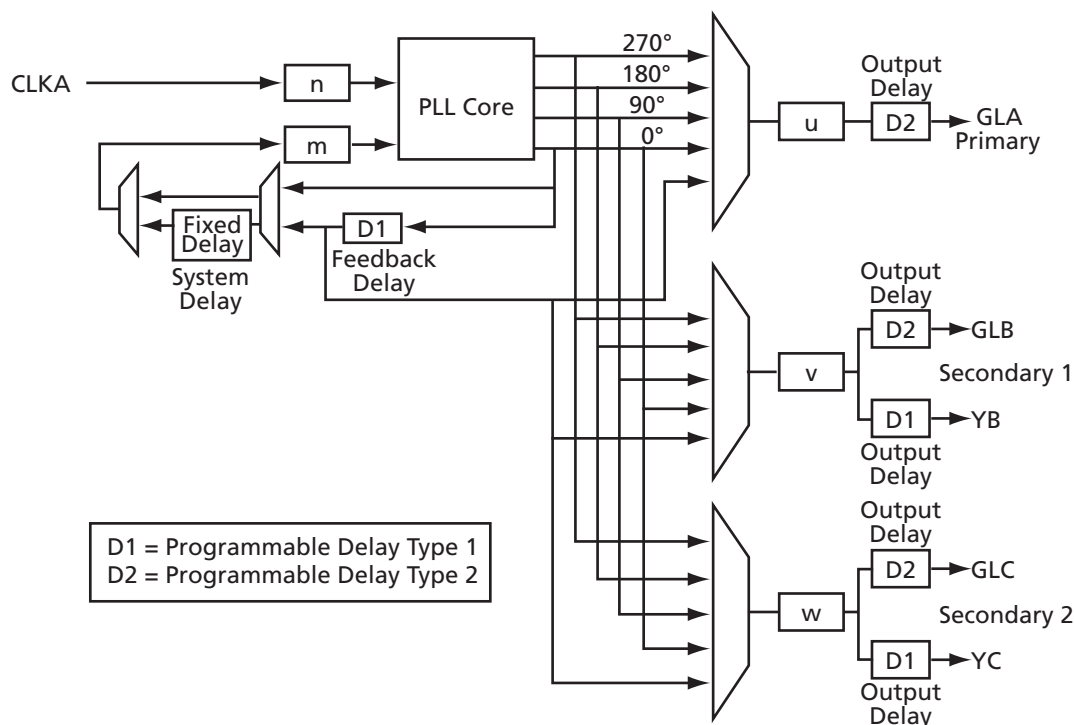 CLKA
n
m
PLL Core
270°
180°
90°
0°
u
Output
Delay
D2
GLA
Primary
Fixed
Delay
System
Delay
D1
Feedback
Delay
Output
Delay
D2
GLB
v
Secondary 1
D1
YB
Output
Delay
D1 = Programmable Delay Type 1
D2 = Programmable Delay Type 2
Output
Delay
D2
GLC
w
Secondary 2
D1
YC
Output
Delay